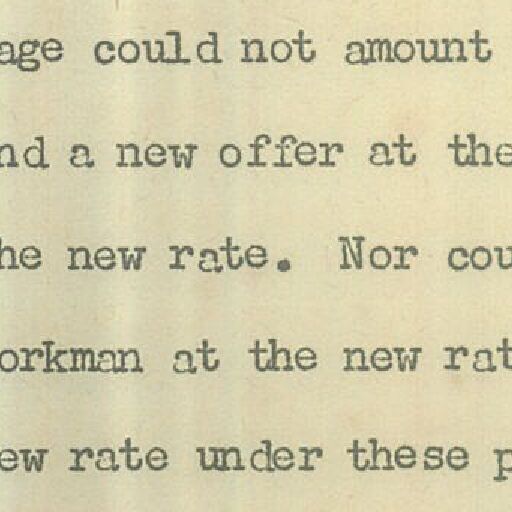 age could not amount
nd a new offer at the
he new rate. Nor cou
orkman at the new rat
ew rate under these p